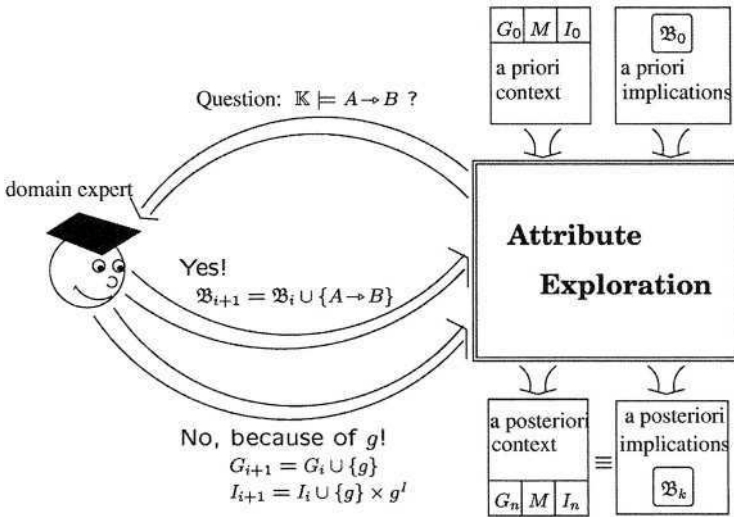 G₀ M I₀
𝔅₀
a priori
context
a priori
implications
Question: 𝕂 ⊨ A → B ?
domain expert
Attribute
Exploration
Yes!
𝔅ᵢ₊₁ = 𝔅ᵢ ∪ {A → B}
No, because of g!
Gᵢ₊₁ = Gᵢ ∪ {g}
Iᵢ₊₁ = Iᵢ ∪ {g} × gᴵ
a posteriori
context
Gₙ M Iₙ
≡
a posteriori
implications
𝔅ₖ